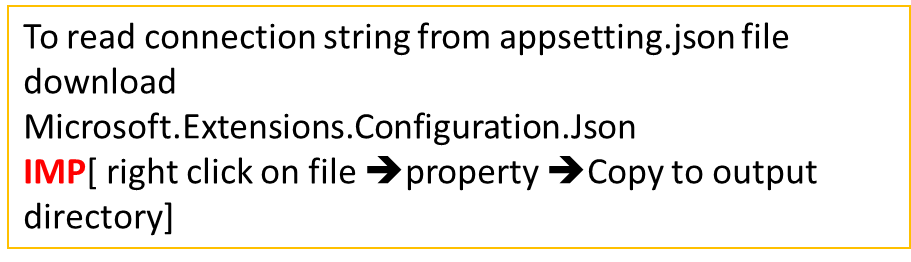 To read connection string from appsetting.json file
download
Microsoft.Extensions.Configuration.Json
IMP[ right click on file ➔property ➔Copy to output
directory]